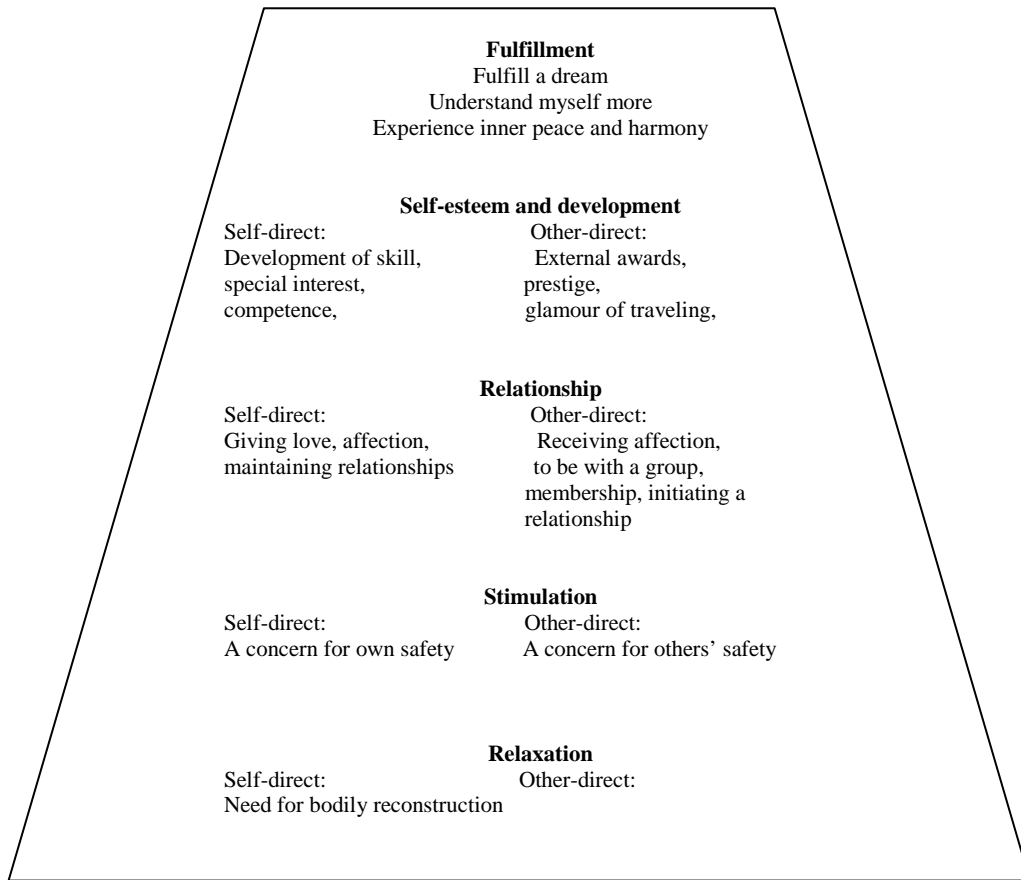 Fulfillment
Fulfill a dream
Understand myself more
Experience inner peace and harmony
Self-esteem and development
Self-direct: Other-direct:
Development of skill, External awards,
special interest, prestige,
competence, glamour of traveling,
Relationship
Self-direct: Other-direct:
Giving love, affection, Receiving affection,
maintaining relationships to be with a group,
membership, initiating a
relationship
Stimulation
Self-direct: Other-direct:
A concern for own safety A concern for others’ safety
Relaxation
Self-direct: Other-direct:
Need for bodily reconstruction